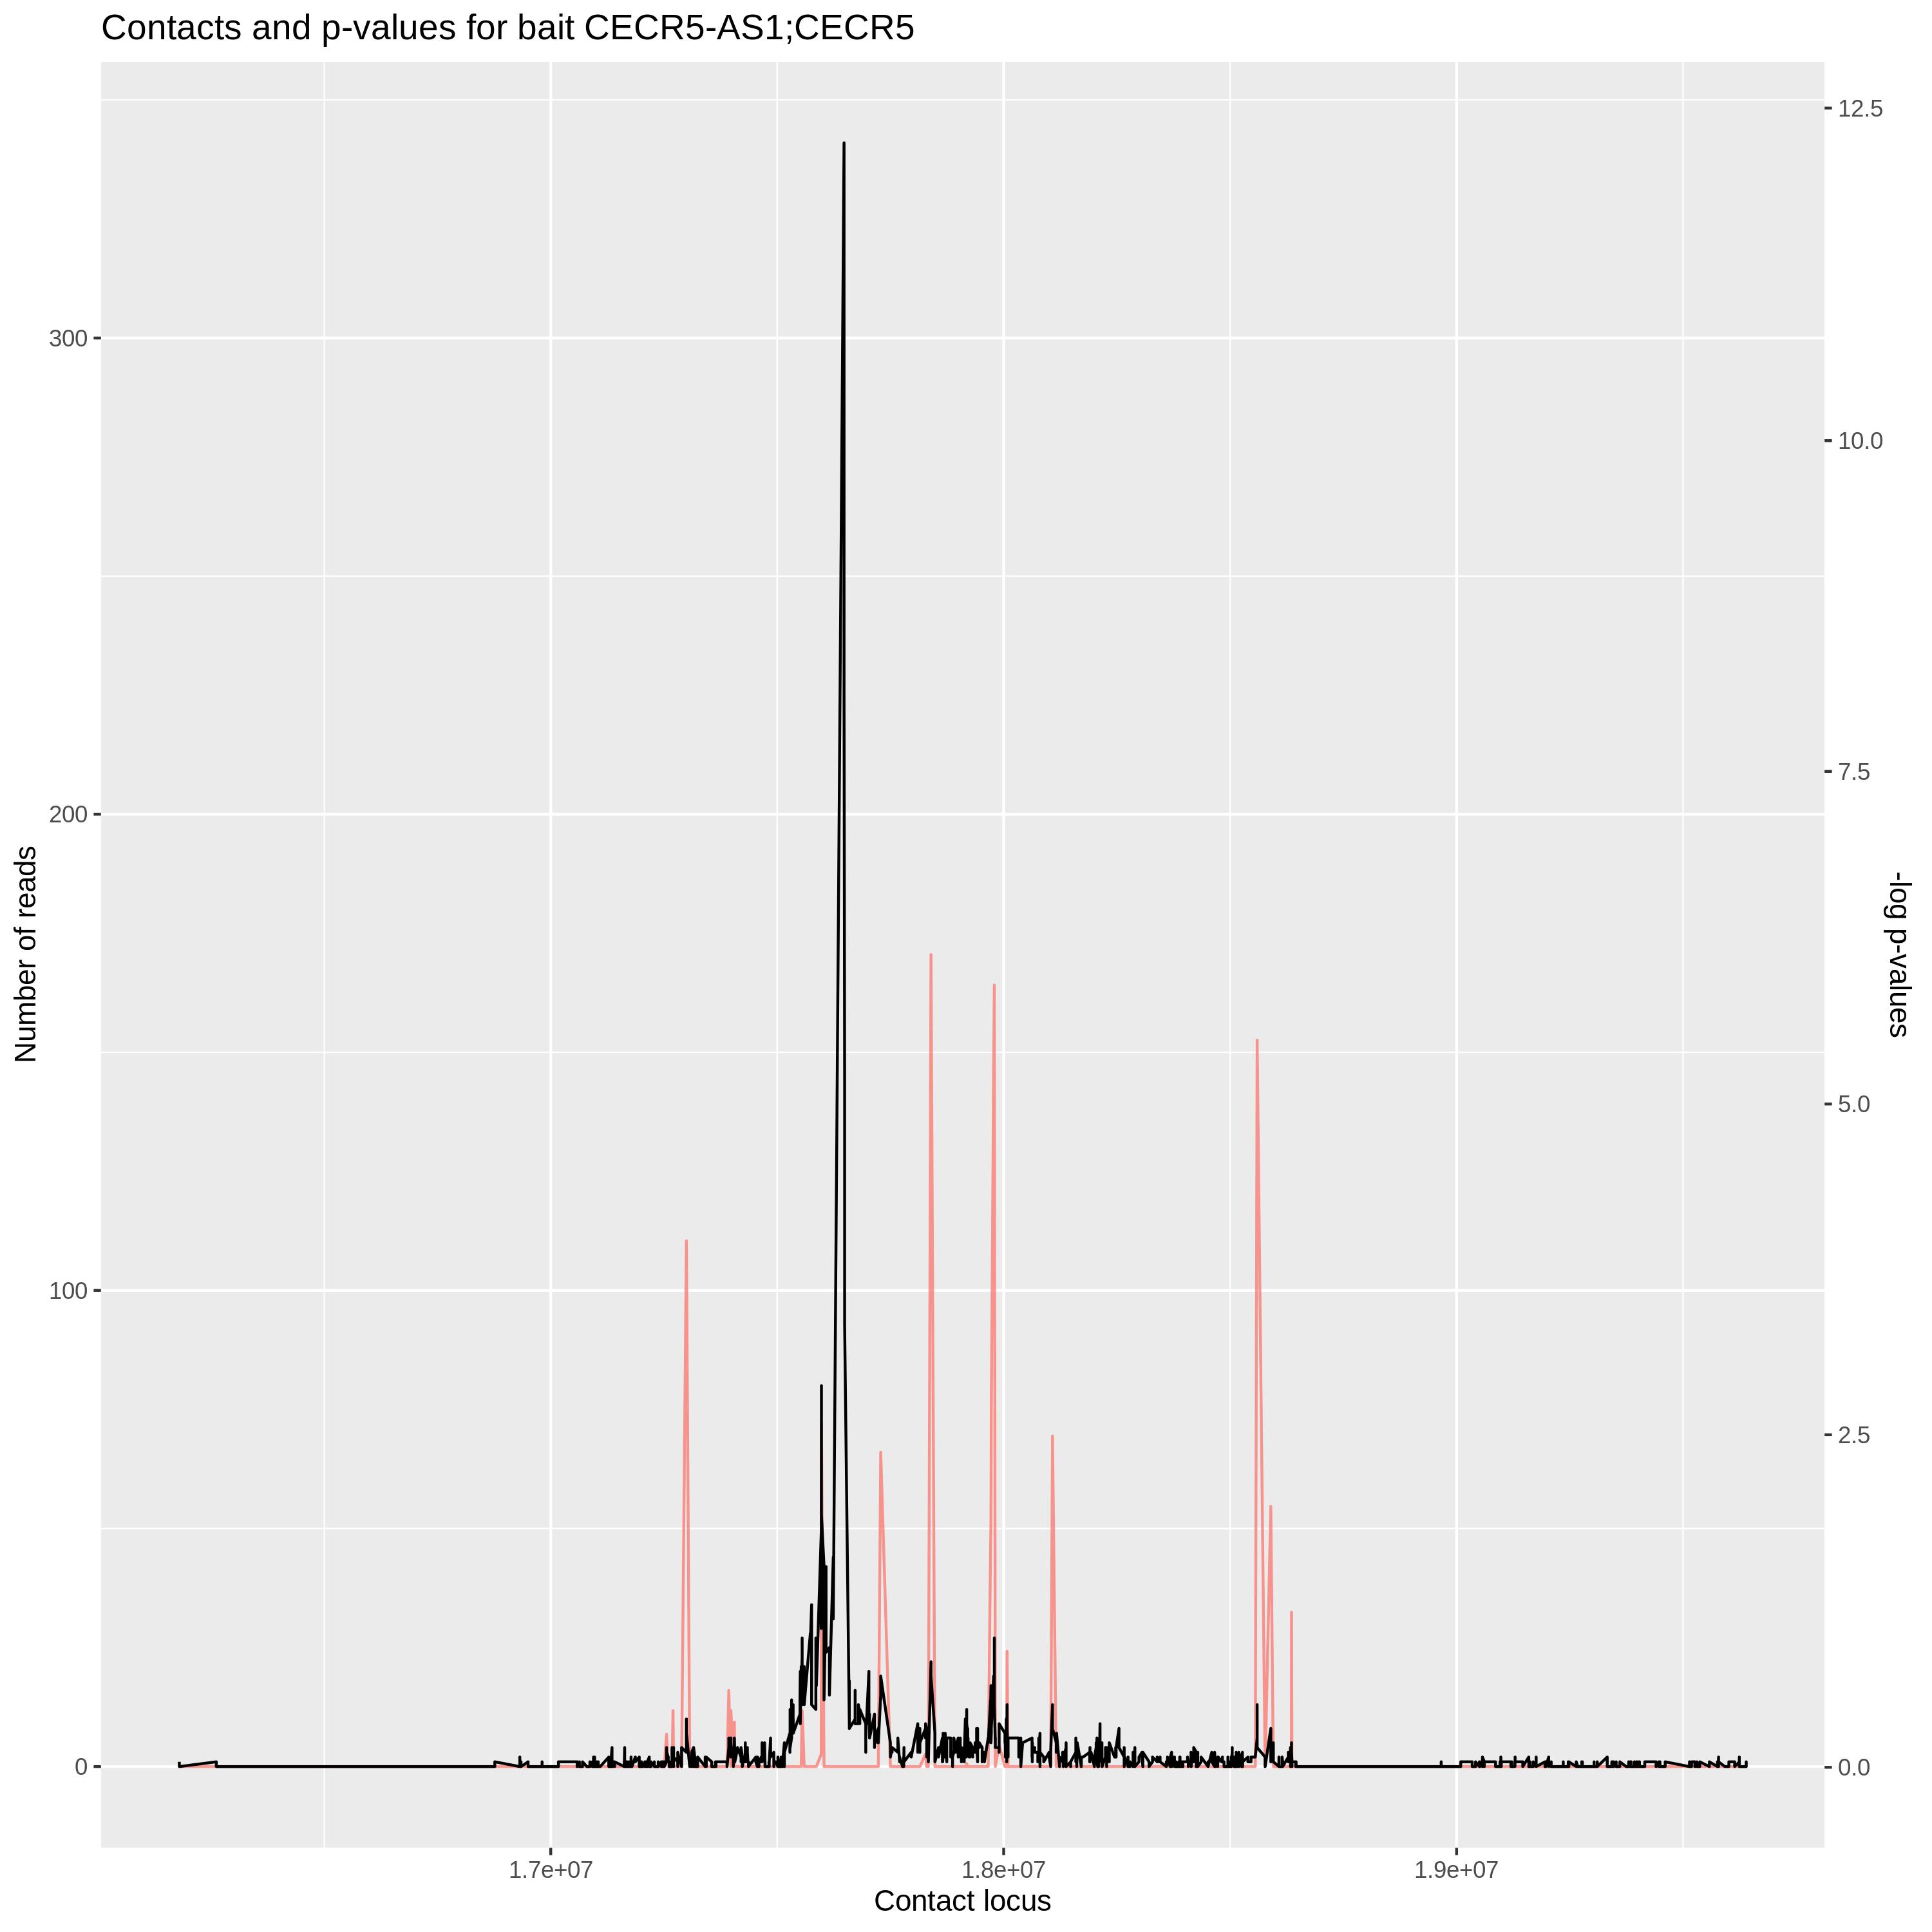 Contacts and p-values for bait CECR5-AS1;CECR5
Number of reads
300
200
100
0
12.5
10.0
7.5
5.0
2.5
0.0
-log p-values
1.7e+07
1.8e+07
1.9e+07
Contact locus